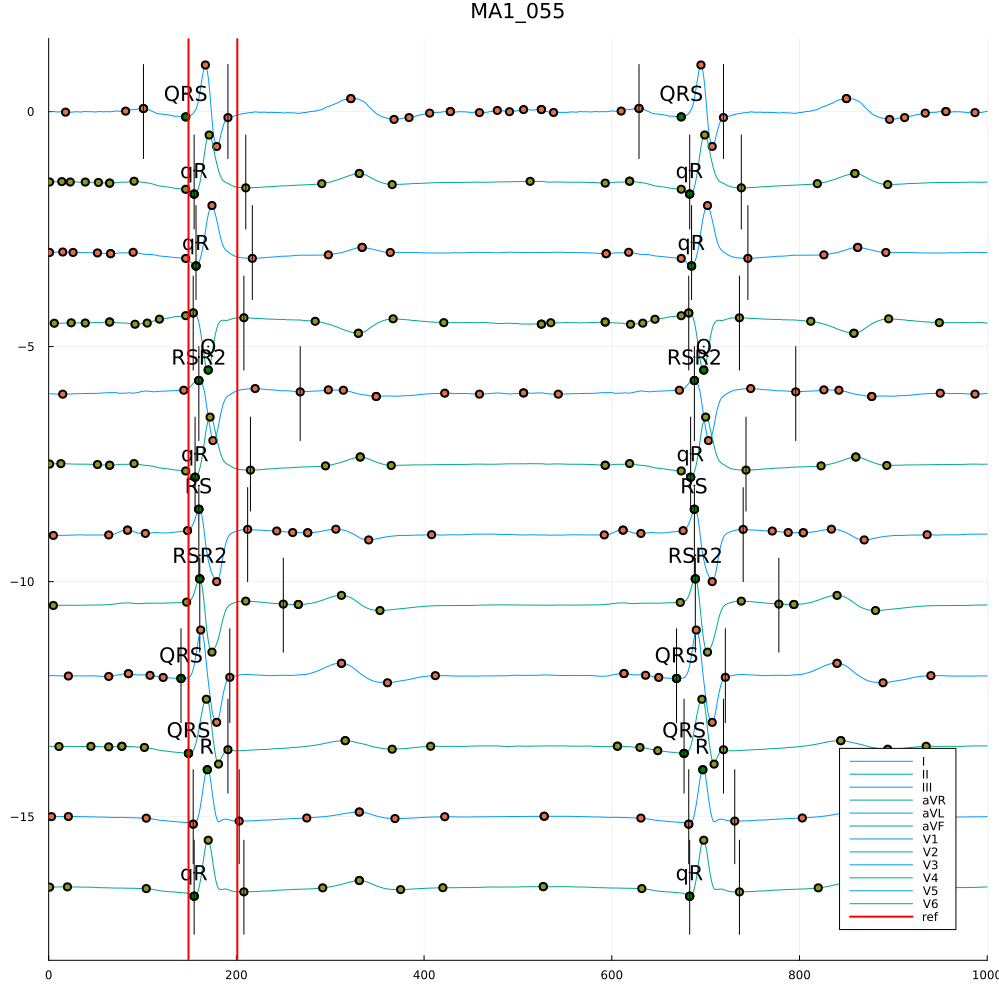 MA1_055
0
QRS QRS
qR qR
qR qR
−5
Q Q
RSR2 RSR2
qR qR
RS RS
−10
RSR2 RSR2
QRS QRS
QRS QRS
R R
−15
qR qR
I
II
III
aVR
aVL
aVF
V1
V2
V3
V4
V5
V6
ref
0 200 400 600 800 1000